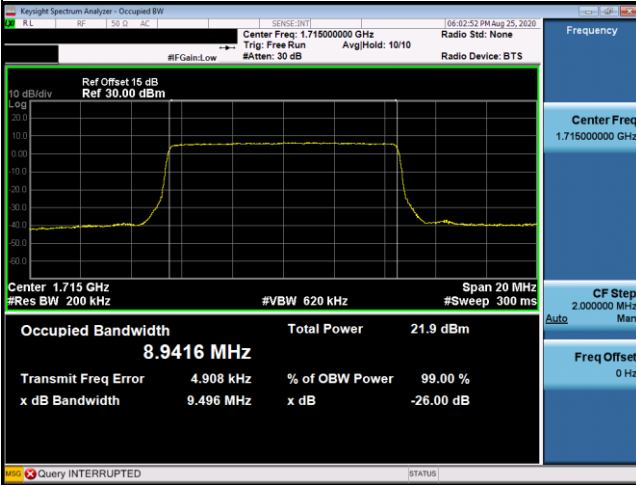 Keysight Spectrum Analyzer - Occupied BW
RL RF 50 Ω AC SENSE:INT 06:02:52 PM Aug 25, 2020
Center Freq: 1.715000000 GHz Radio Std: None
Trig: Free Run Avg|Hold: 10/10
#IFGain:Low #Atten: 30 dB Radio Device: BTS
Frequency
Ref Offset 15 dB
10 dB/div Ref 30.00 dBm
Log
20.0
10.0
0.00
-10.0
-20.0
-30.0
-40.0
-50.0
-60.0
Center Freq
1.715000000 GHz
Center 1.715 GHz Span 20 MHz
#Res BW 200 kHz #VBW 620 kHz #Sweep 300 ms
CF Step
2.000000 MHz
Auto Man
Occupied Bandwidth Total Power 21.9 dBm
8.9416 MHz
Transmit Freq Error 4.908 kHz % of OBW Power 99.00 %
x dB Bandwidth 9.496 MHz x dB -26.00 dB
Freq Offset
0 Hz
MSG Query INTERRUPTED STATUS